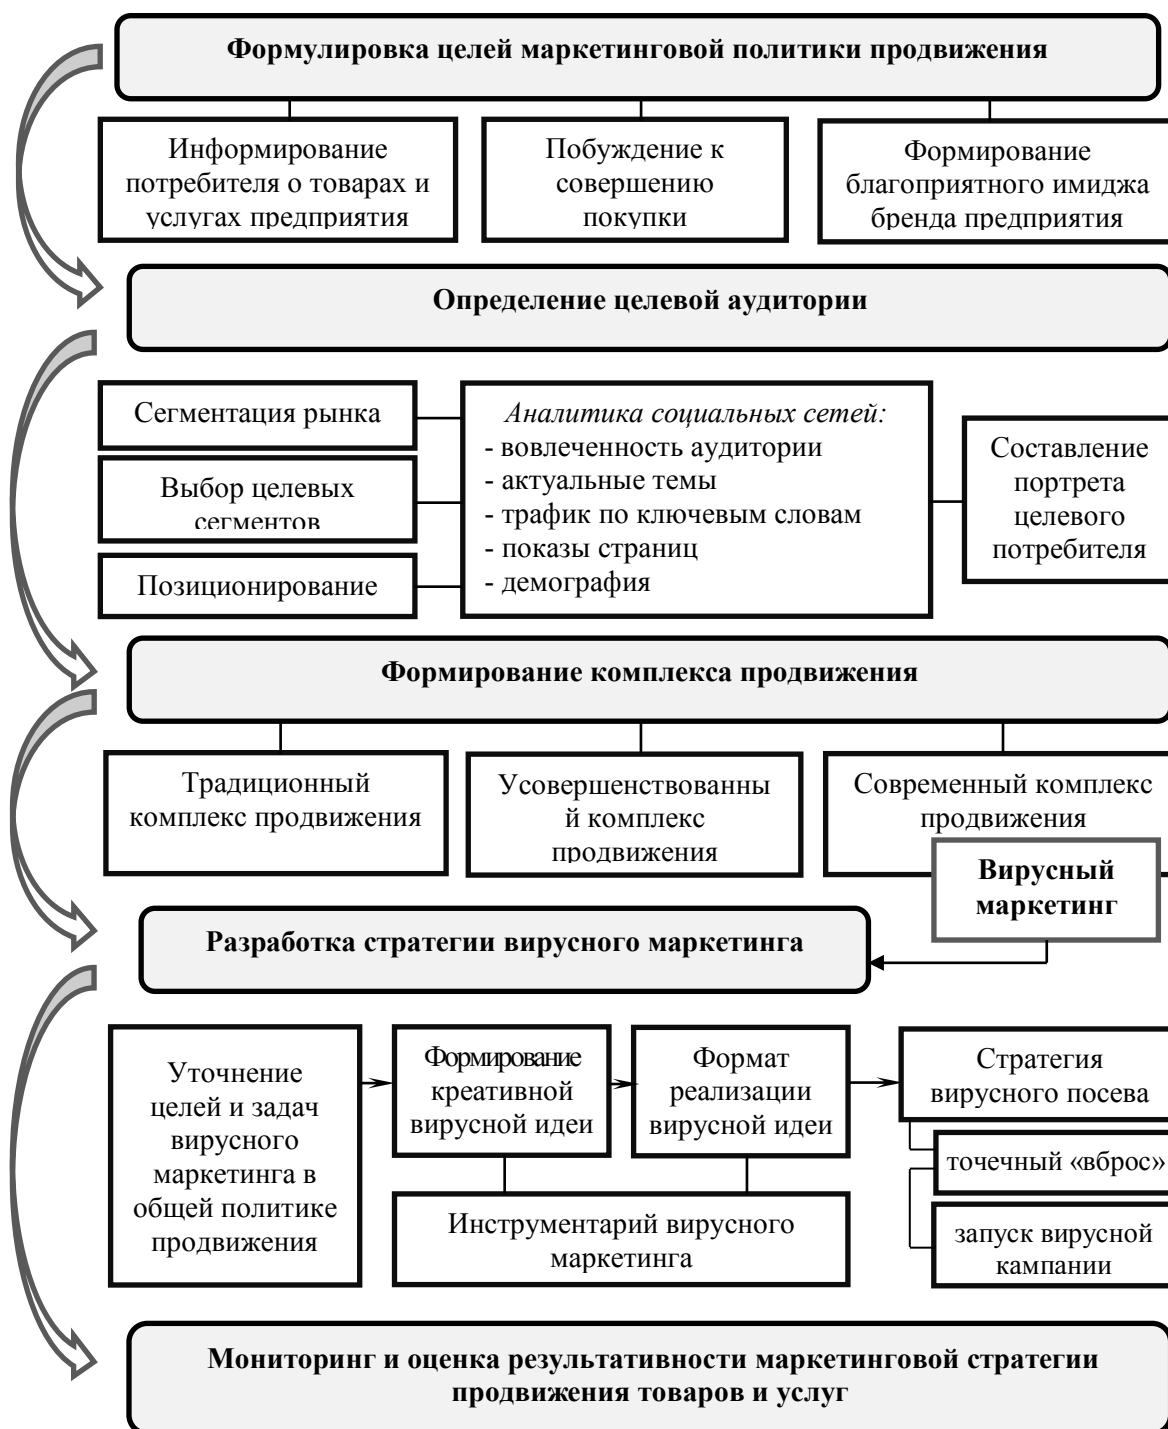 Формулировка целей маркетинговой политики продвижения
Информирование
потребителя о товарах и
услугах предприятия
Побуждение к
совершению
покупки
Формирование
благоприятного имиджа
бренда предприятия
Определение целевой аудитории
Сегментация рынка
Выбор целевых
сегментов
Позиционирование
Аналитика социальных сетей:
- вовлеченность аудитории
- актуальные темы
- трафик по ключевым словам
- показы страниц
- демография
Составление
портрета
целевого
потребителя
Формирование комплекса продвижения
Традиционный
комплекс продвижения
Усовершенствованны
й комплекс
продвижения
Современный комплекс
продвижения
Вирусный
маркетинг
Разработка стратегии вирусного маркетинга
Уточнение
целей и задач
вирусного
маркетинга в
общей политике
продвижения
Формирование
креативной
вирусной идеи
Формат
реализации
вирусной идеи
Инструментарий вирусного
маркетинга
Стратегия
вирусного посева
точечный «вброс»
запуск вирусной
кампании
Мониторинг и оценка результативности маркетинговой стратегии
продвижения товаров и услуг